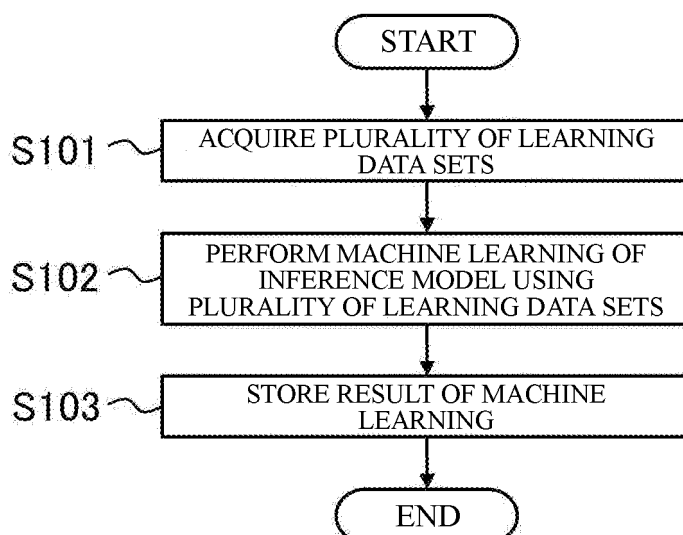 START
S101
ACQUIRE PLURALITY OF LEARNING
DATA SETS
S102
PERFORM MACHINE LEARNING OF
INFERENCE MODEL USING
PLURALITY OF LEARNING DATA SETS
S103
STORE RESULT OF MACHINE
LEARNING
END